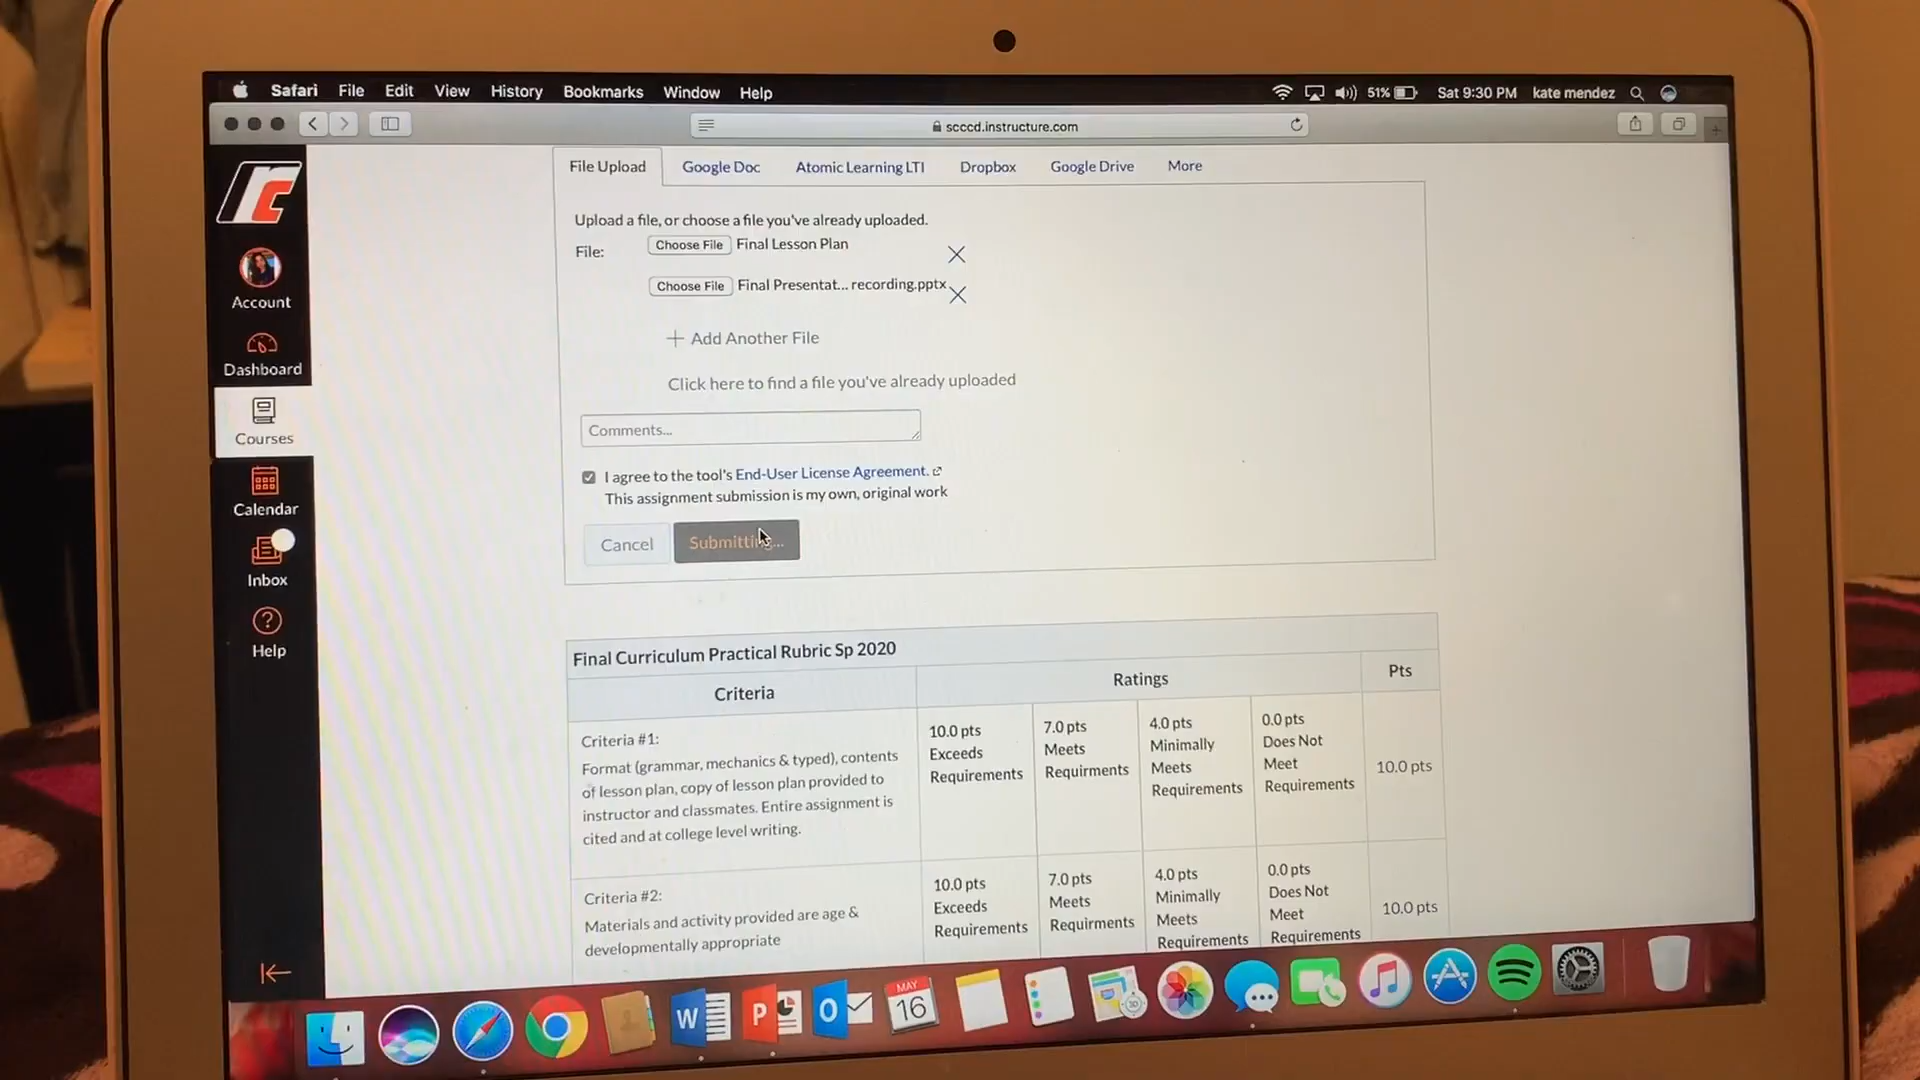 Safari File Edit View History Bookmarks Window Help
51% Sat 9:30 PM kate mendez
scccd.instructure.com
File Upload Google Doc Atomic Learning LTI Dropbox Google Drive More
Upload a file, or choose a file you've already uploaded.
File: Choose File Final Lesson Plan
Choose File Final Presentat... recording.pptx
Add Another File
Click here to find a file you've already uploaded
Comments...
I agree to the tool's End-User License Agreement.
This assignment submission is my own, original work
Cancel Submitting...
Account
Dashboard
Courses
Calendar
Inbox
Help
Final Curriculum Practical Rubric Sp 2020
Criteria Ratings Pts
Criteria #1:
Format (grammar, mechanics & typed), contents
of lesson plan, copy of lesson plan provided to
instructor and classmates. Entire assignment is
cited and at college level writing.
10.0 pts
Exceeds
Requirements
7.0 pts
Meets
Requirments
4.0 pts
Minimally
Meets
Requirements
0.0 pts
Does Not
Meet
Requirements
10.0 pts
Criteria #2:
Materials and activity provided are age &
developmentally appropriate
10.0 pts
Exceeds
Requirements
7.0 pts
Meets
Requirments
4.0 pts
Minimally
Meets
Requirements
0.0 pts
Does Not
Meet
Requirements
10.0 pts
W P O MAY
16